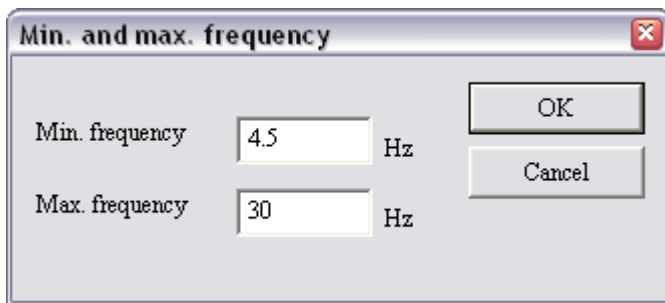 Min. and max. frequency
Min. frequency 4.5 Hz
OK
Cancel
Max. frequency 30 Hz